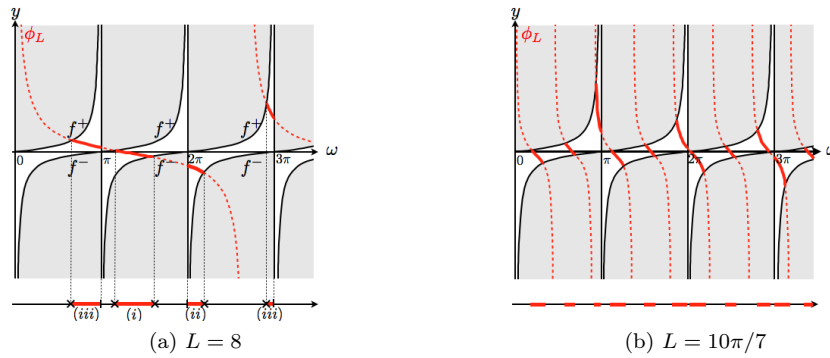 y
ϕ_L
f⁺ f⁺ f⁺
0 π 2π 3π ω
f⁻ f⁻ f⁻
(iii) (i) (ii) (iii)
(a) L = 8
y
ϕ_L
0 π 2π 3π ω
(b) L = 10π/7